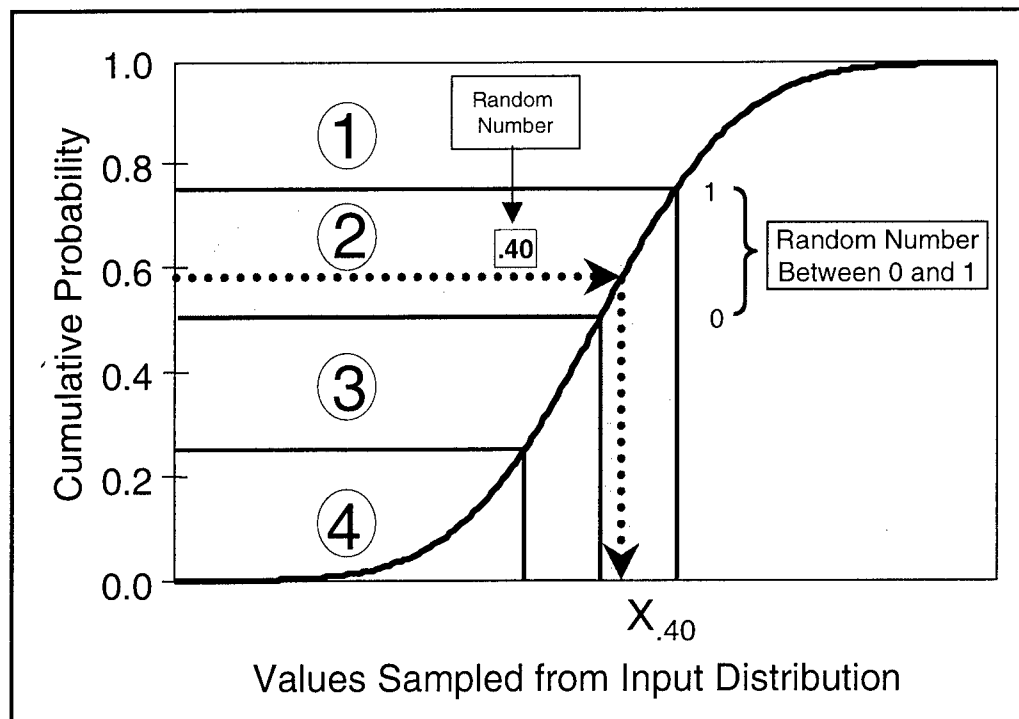 1.0
0.8
0.6
0.4
0.2
0.0
Cumulative Probability
1
2
3
4
Random
Number
.40
1
0
Random Number
Between 0 and 1
X.40
Values Sampled from Input Distribution